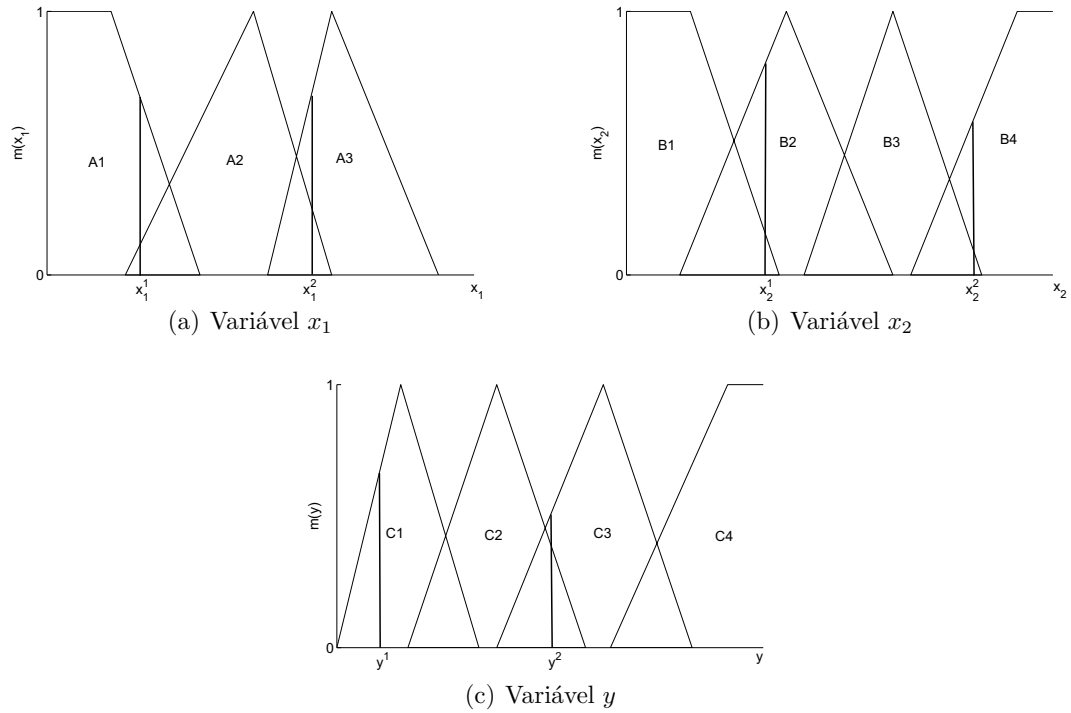 1
m(x₁)
A1
A2
A3
0
x₁¹
x₁²
x₁
(a) Variável x₁
1
m(x₂)
B1
B2
B3
B4
0
x₂¹
x₂²
x₂
(b) Variável x₂
1
m(y)
C1
C2
C3
C4
0
y¹
y²
y
(c) Variável y